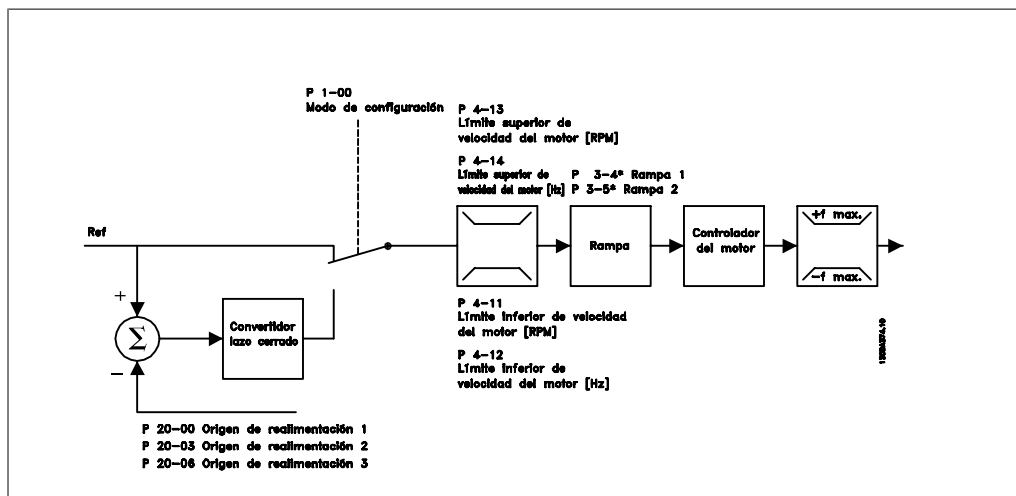 P 1-00
Modo de configuración
P 4-13
Límite superior de
velocidad del motor [RPM]
P 4-14
Límite superior de
velocidad del motor [Hz]
P 3-4* Rampa 1
P 3-5* Rampa 2
Ref
+f max.
Rampa
Controlador
del motor
-f max.
+
Σ
Convertidor
lazo cerrado
−
P 4-11
Límite inferior de velocidad
del motor [RPM]
P 4-12
Límite inferior de
velocidad del motor [Hz]
P 20-00 Origen de realimentación 1
P 20-03 Origen de realimentación 2
P 20-06 Origen de realimentación 3